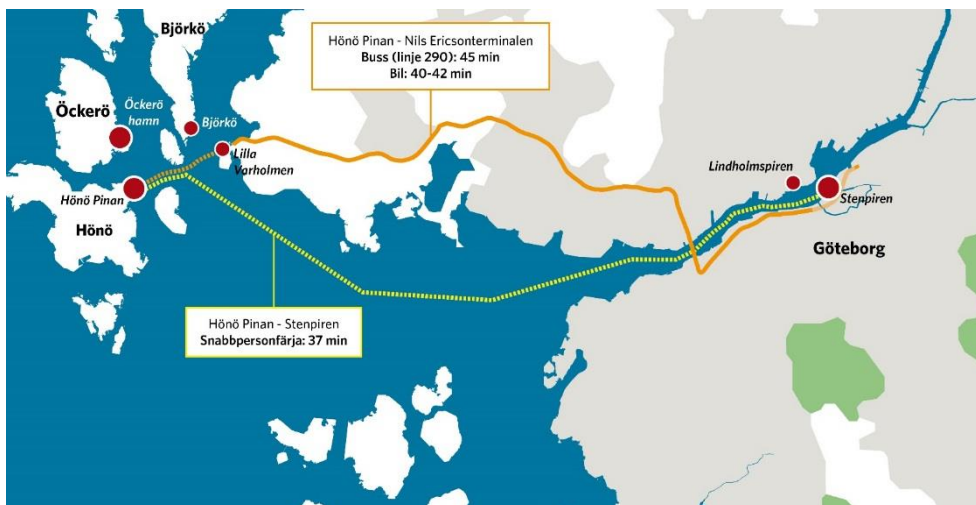 Björkö
Hönö Pinan - Nils Ericsonterminalen
Buss (linje 290): 45 min
Bil: 40-42 min
Öckerö
Öckerö
hamn
Björkö
Lilla
Varholmen
Hönö Pinan
Hönö
Lindholmspiren
Stenpiren
Göteborg
Hönö Pinan - Stenpiren
Snabbpersonfärja: 37 min